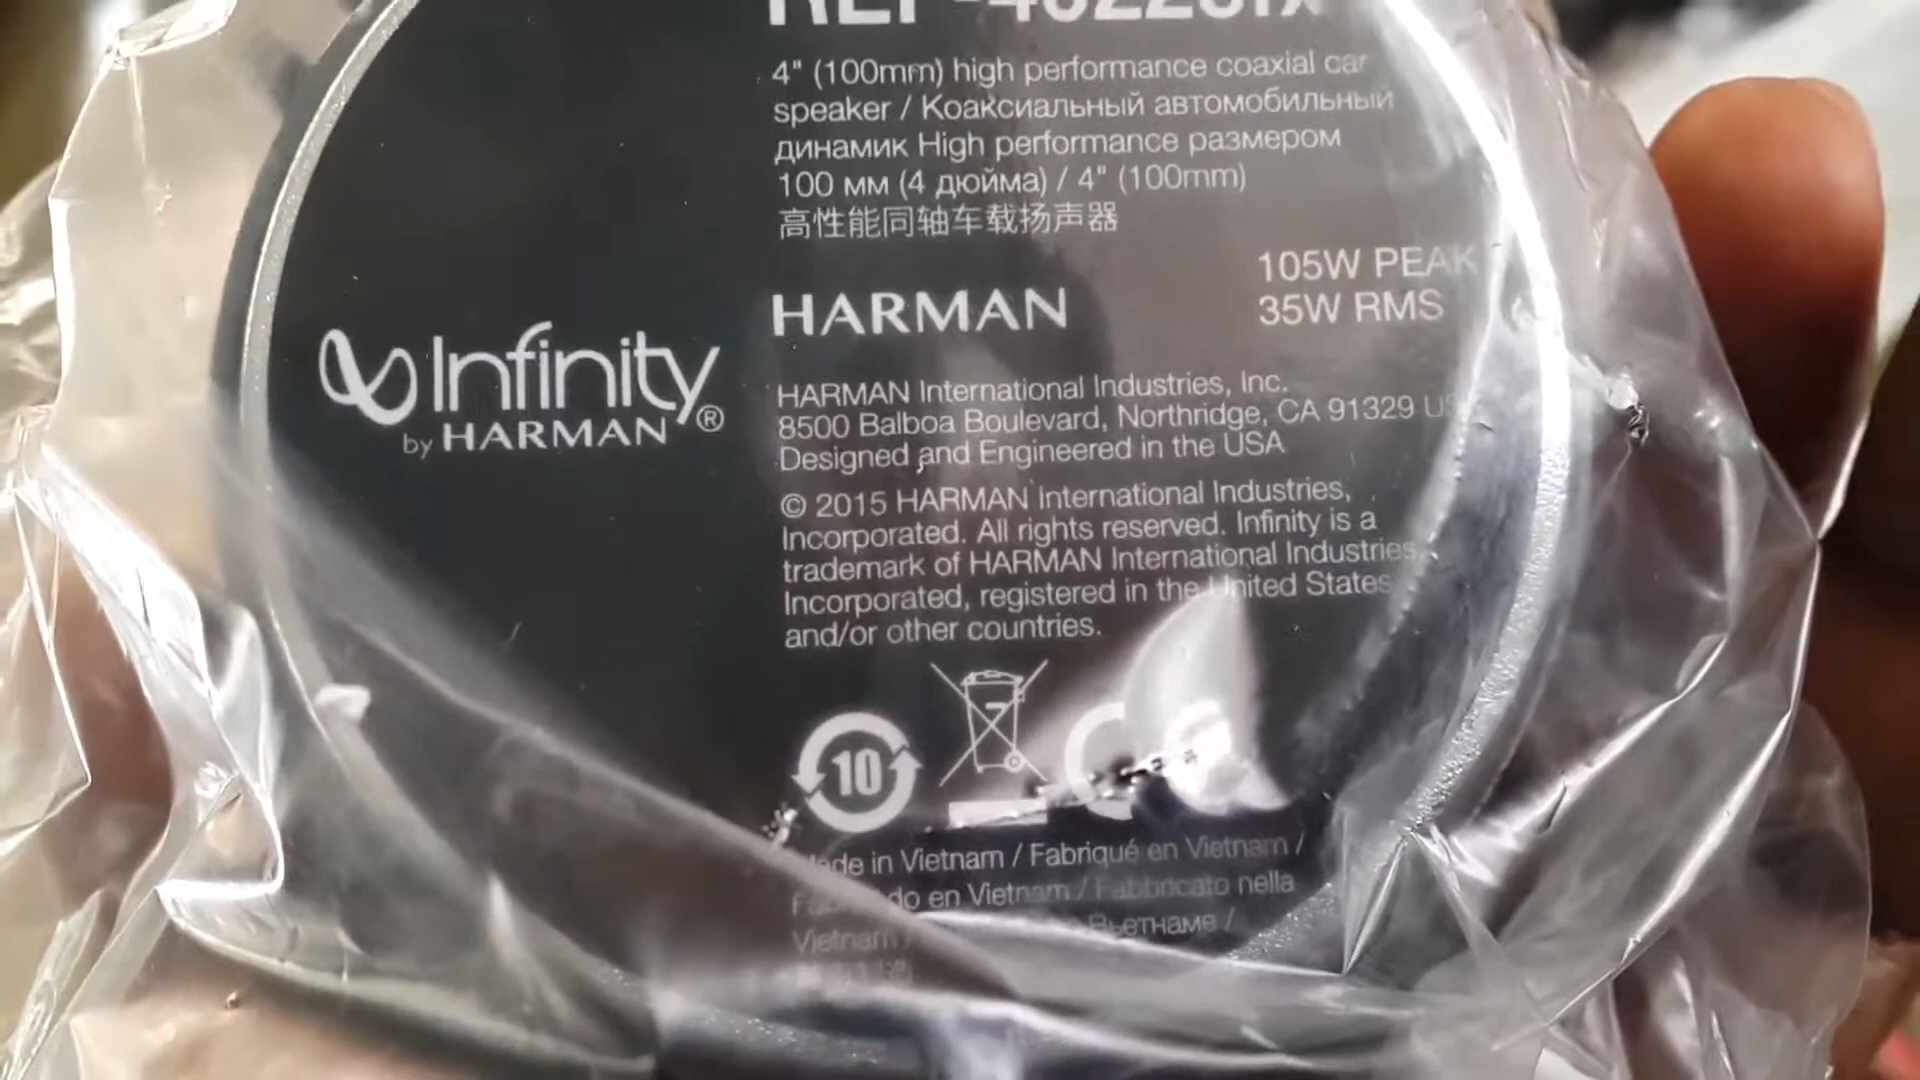 4" (100mm) high performance coaxial car
speaker / Коаксиальный автомобильный
динамик High performance размером
100 мм (4 дюйма) / 4" (100mm)
高性能同轴车载扬声器
105W PEAK
35W RMS
HARMAN
Infinity®
by HARMAN
HARMAN International Industries, Inc.
8500 Balboa Boulevard, Northridge, CA 91329
Designed and Engineered in the USA
© 2015 HARMAN International Industries,
Incorporated. All rights reserved. Infinity is a
trademark of HARMAN International Industries,
Incorporated, registered in the United States
and/or other countries.
10
CE
in Vietnam / Fabriqué en Vietnam /
en Vietnam / Fabbricato nella
Vietnam / Вьетнаме /